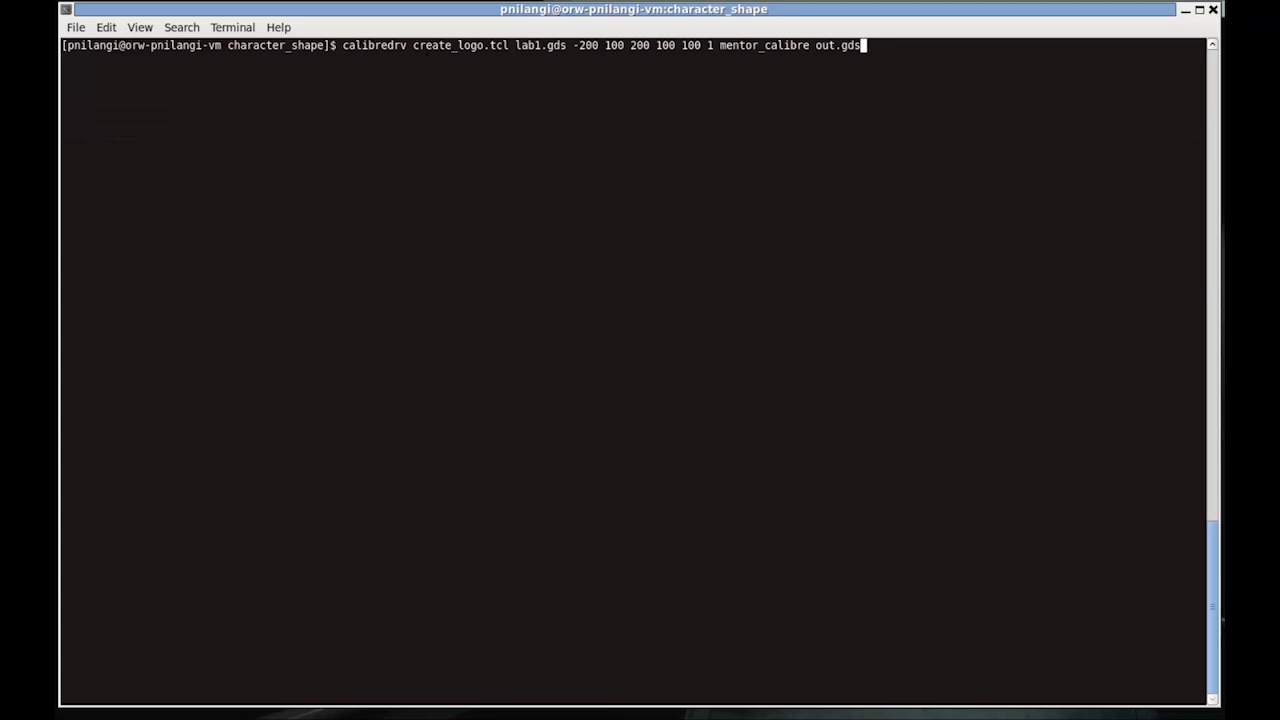 pnilangi@orw-pnilangi-vm:character_shape
File Edit View Search Terminal Help
[pnilangi@orw-pnilangi-vm character_shape]$ calibredrv create_logo.tcl lab1.gds -200 100 200 100 100 1 mentor_calibre out.gds